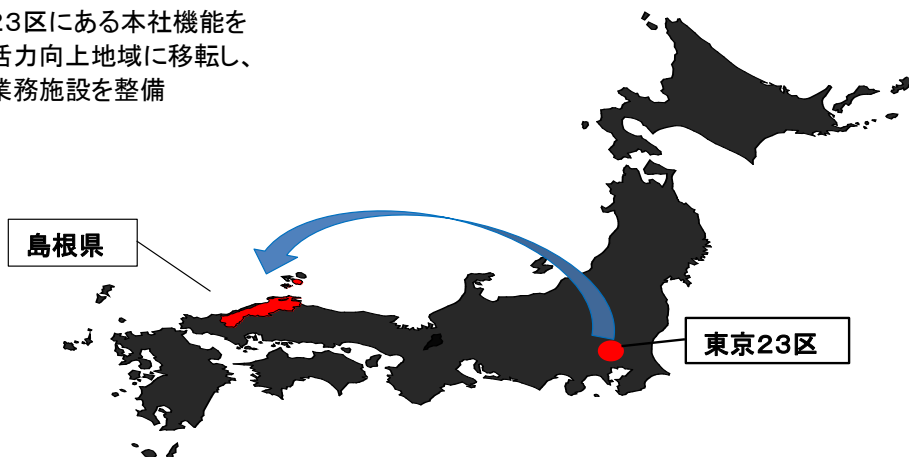 23区にある本社機能を
活力向上地域に移転し、
業務施設を整備
島根県
東京23区